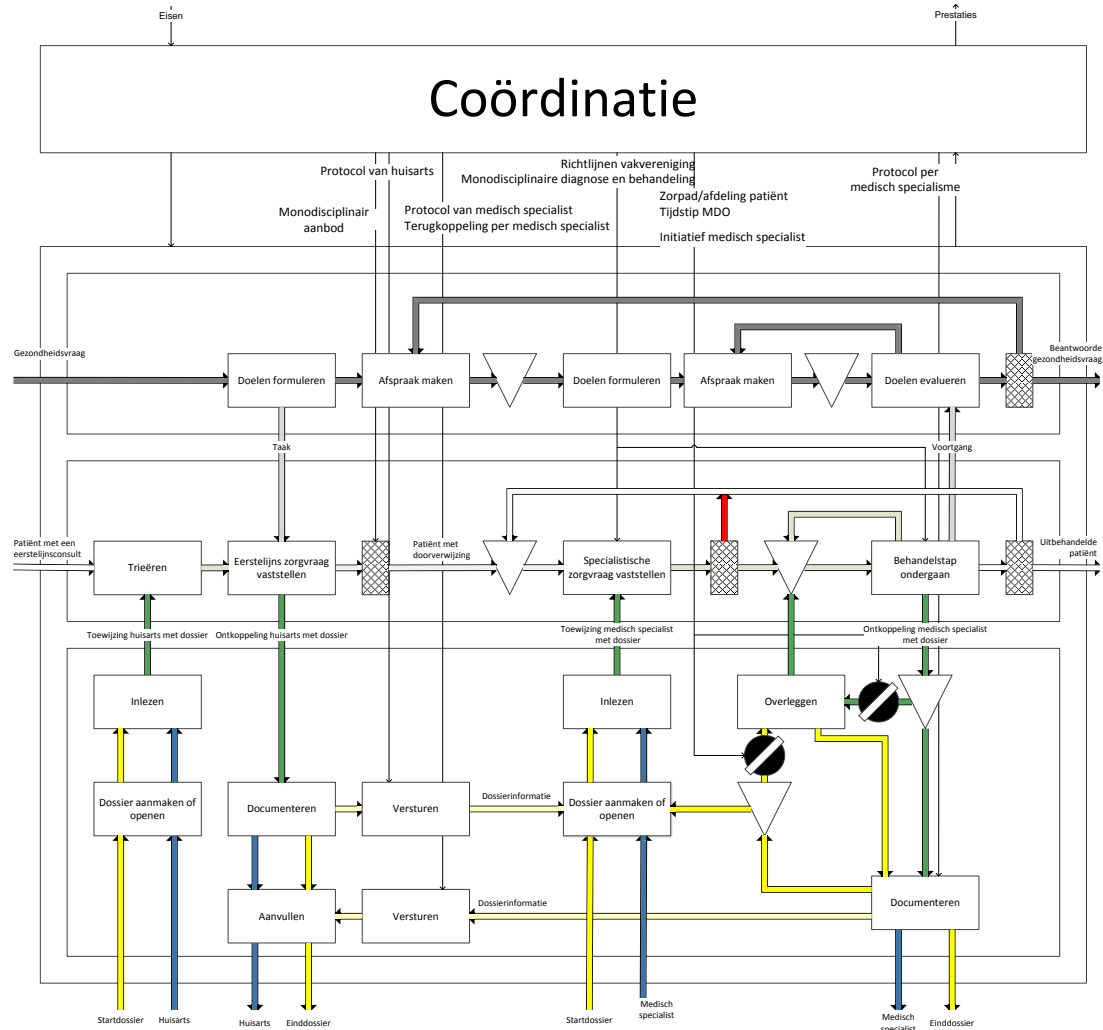 Eisen
Prestaties
Coördinatie
Protocol van huisarts
Richtlijnen vakvereniging
Monodisciplinaire diagnose en behandeling
Protocol per
medisch specialisme
Monodisciplinair
aanbod
Protocol van medisch specialist
Terugkoppeling per medisch specialist
Zorpad/afdeling patiënt
Tijdstip MDO
Initiatief medisch specialist
Gezondheidsvraag
Beantwoorde
gezondheidsvraag
Doelen formuleren
Afspraak maken
Doelen formuleren
Afspraak maken
Doelen evalueren
Taak
Voortgang
Patiënt met een
eerstelijnsconsult
Trieëren
Eerstelijns zorgvraag
vaststellen
Patiënt met
doorverwijzing
Specialistische
zorgvraag vaststellen
Behandelstap
ondergaan
Uitbehandelde
patiënt
Toewijzing huisarts met dossier
Ontkoppeling huisarts met dossier
Toewijzing medisch specialist
met dossier
Ontkoppeling medisch specialist
met dossier
Inlezen
Inlezen
Overleggen
Dossier aanmaken of
openen
Documenteren
Versturen
Dossierinformatie
Dossier aanmaken of
openen
Aanvullen
Versturen
Dossierinformatie
Documenteren
Startdossier
Huisarts
Huisarts
Einddossier
Startdossier
Medisch
specialist
Medisch
specialist
Einddossier